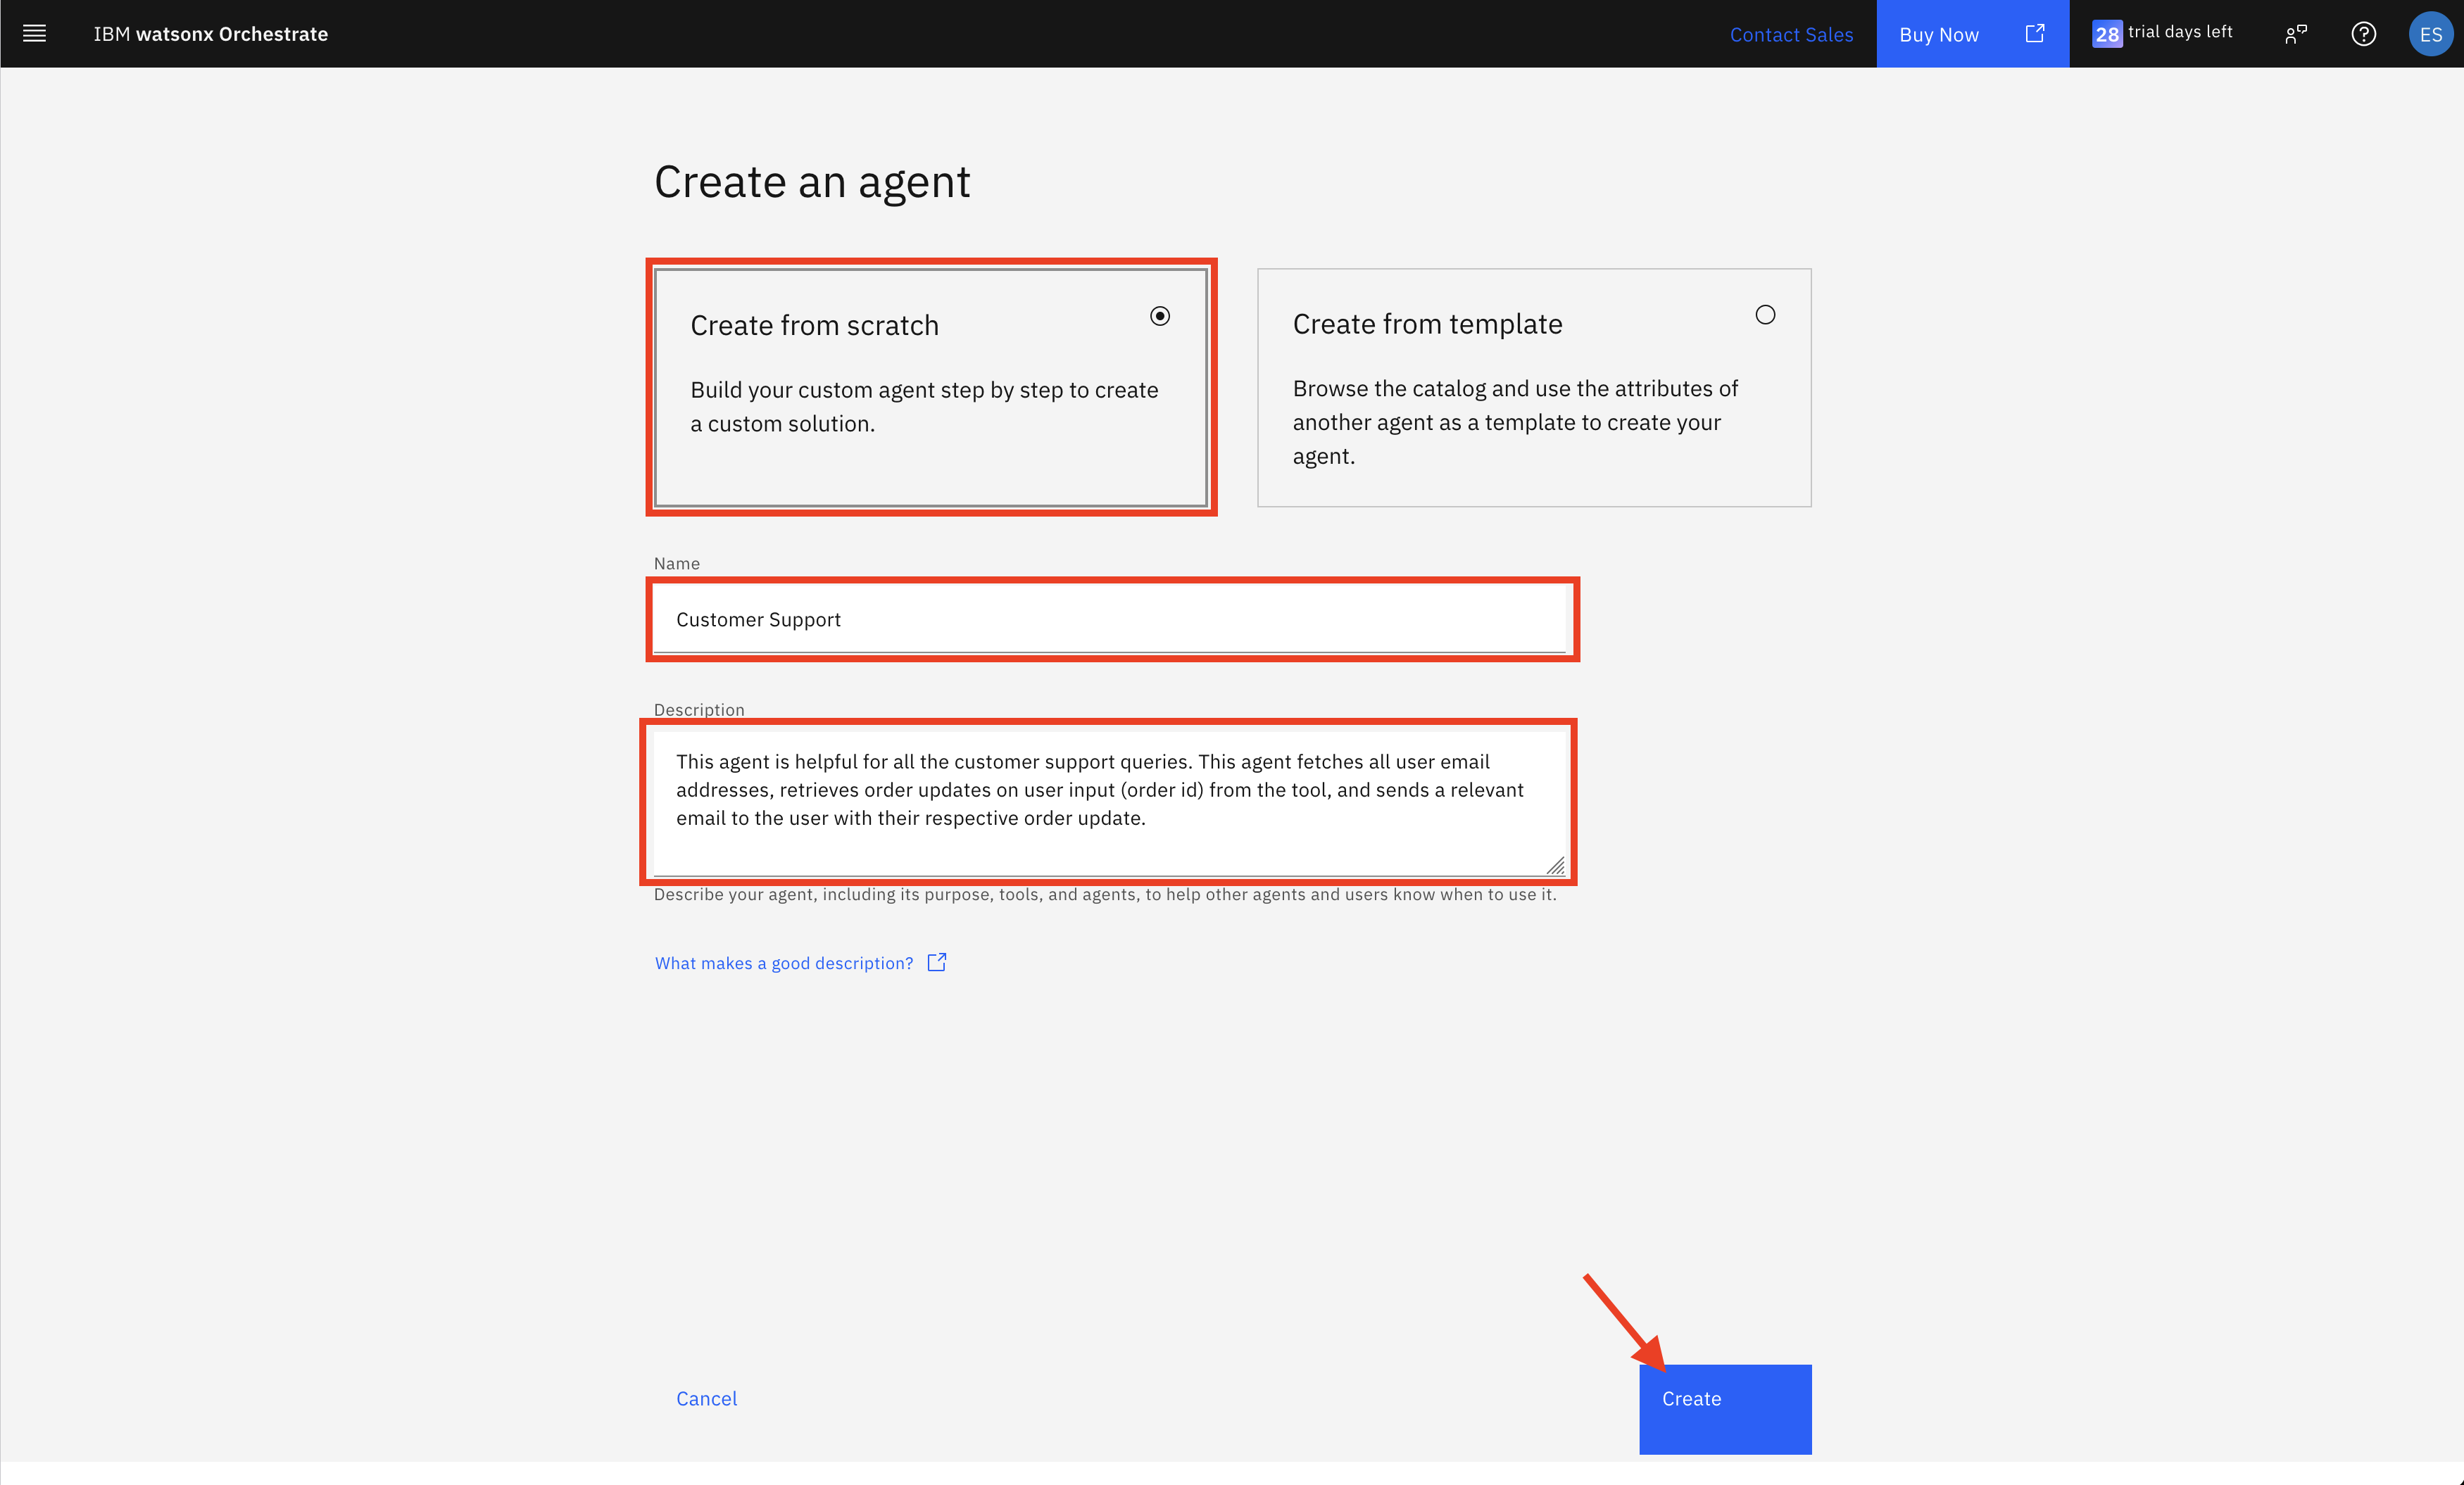 IBM watsonx Orchestrate
Contact Sales
Buy Now
28 trial days left
ES
Create an agent
Create from scratch
Build your custom agent step by step to create
a custom solution.
Create from template
Browse the catalog and use the attributes of
another agent as a template to create your
agent.
Name
Customer Support
Description
This agent is helpful for all the customer support queries. This agent fetches all user email
addresses, retrieves order updates on user input (order id) from the tool, and sends a relevant
email to the user with their respective order update.
Describe your agent, including its purpose, tools, and agents, to help other agents and users know when to use it.
What makes a good description?
Cancel
Create